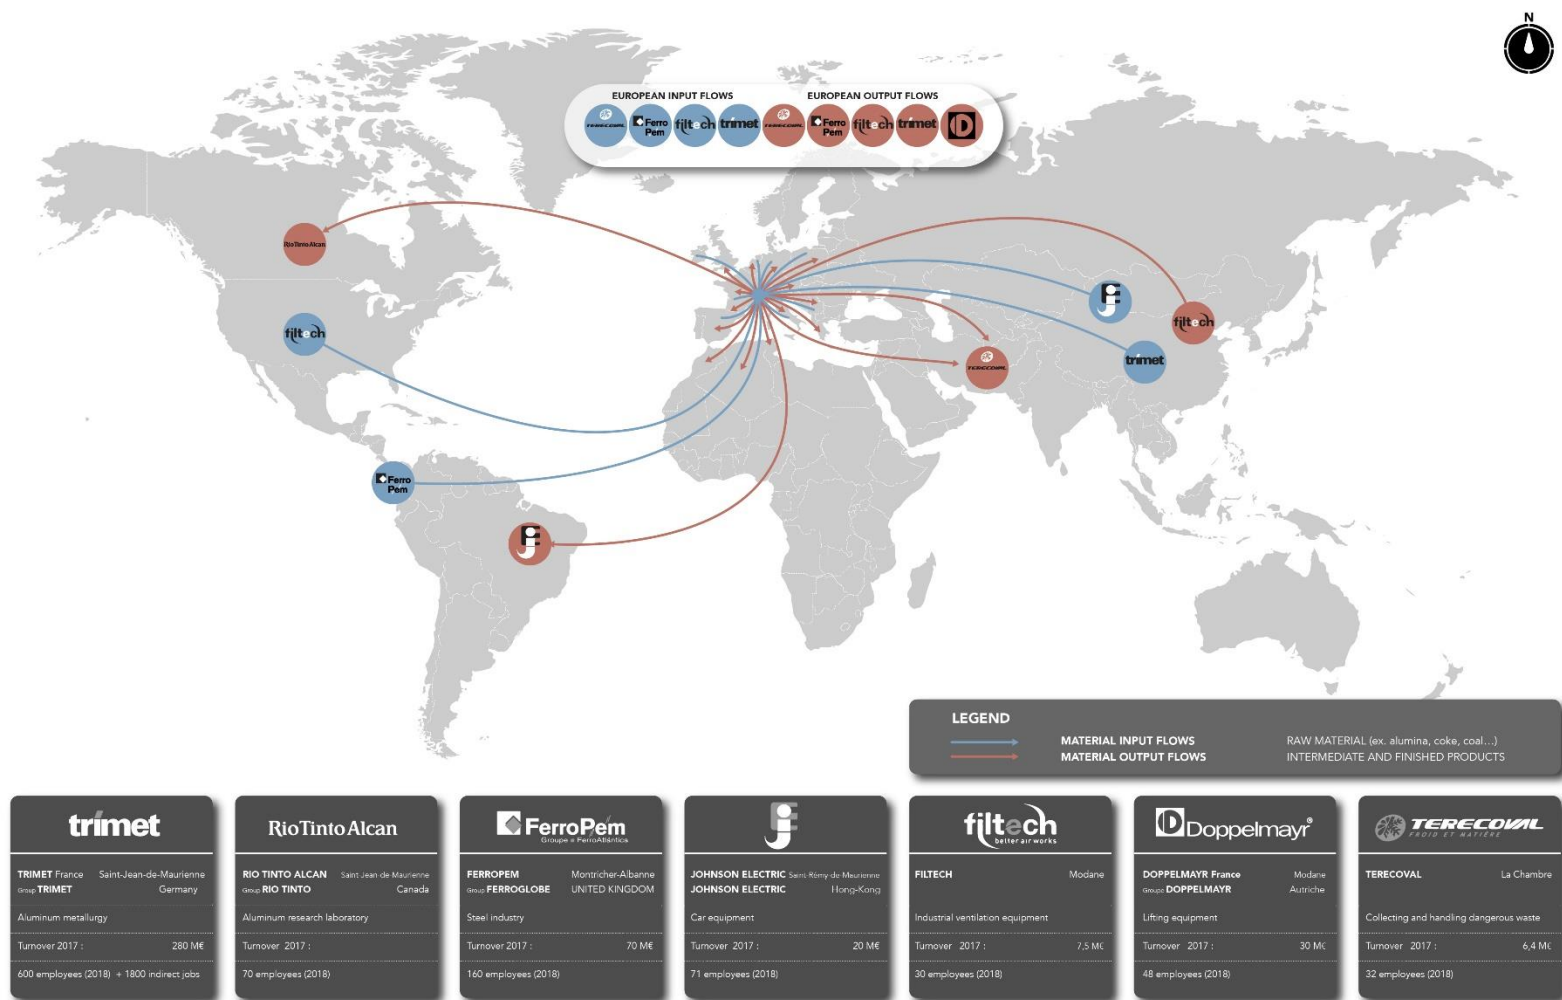 N
EUROPEAN INPUT FLOWS
EUROPEAN OUTPUT FLOWS
TERECOVAL
Ferro
Pem
filtech
trimet
TERECOVAL
Ferro
Pem
filtech
trimet
D
RioTintoAlcan
filtech
Ferro
Pem
filtech
trimet
TERECOVAL
LEGEND
MATERIAL INPUT FLOWS RAW MATERIAL (ex. alumina, coke, coal...)
MATERIAL OUTPUT FLOWS INTERMEDIATE AND FINISHED PRODUCTS
trimet
TRIMET France Saint-Jean-de-Maurienne
Group TRIMET Germany
Aluminum metallurgy
Turnover 2017 : 280 M€
600 employees (2018) + 1800 indirect jobs
RioTintoAlcan
RIO TINTO ALCAN Saint Jean-de-Maurienne
Group RIO TINTO Canada
Aluminum research laboratory
Turnover 2017 :
70 employees (2018)
FerroPem
Groupe FerroAtlántica
FERROPEM Montricher-Albanne
Group FERROGLOBE UNITED KINGDOM
Steel industry
Turnover 2017 : 70 M€
160 employees (2018)
JOHNSON ELECTRIC Saint-Rémy-de-Maurienne
JOHNSON ELECTRIC Hong-Kong
Car equipment
Turnover 2017 : 20 M€
71 employees (2018)
filtech
better air works
FILTECH Modane
Industrial ventilation equipment
Turnover 2017 : 7,5 M€
30 employees (2018)
Doppelmayr®
DOPPELMAYR France Modane
Groupe DOPPELMAYR Autriche
Lifting equipment
Turnover 2017 : 30 M€
48 employees (2018)
TERECOVAL
FROID ET MATIÈRE
TERECOVAL La Chambre
Collecting and handling dangerous waste
Turnover 2017 : 6,4 M€
32 employees (2018)